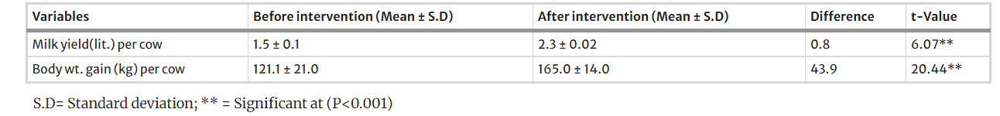 Variables Before intervention (Mean ± S.D) After intervention (Mean ± S.D) Difference t-Value
Milk yield(lit.) per cow 1.5 ± 0.1 2.3 ± 0.02 0.8 6.07**
Body wt. gain (kg) per cow 121.1 ± 21.0 165.0 ± 14.0 43.9 20.44**
S.D= Standard deviation; ** = Significant at (P<0.001)